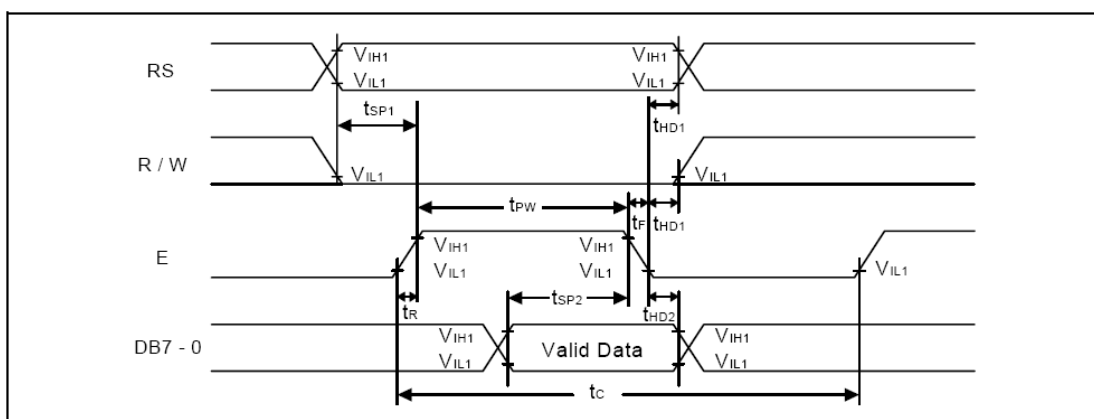 RS
VIH1 VIH1
VIL1 VIL1
tSP1 tHD1
R / W
VIL1 VIL1
tPW tF tHD1
E
VIH1 VIH1
VIL1 VIL1 VIL1
tR tSP2 tHD2
DB7 - 0
VIH1 Valid Data VIH1
VIL1 VIL1
tC